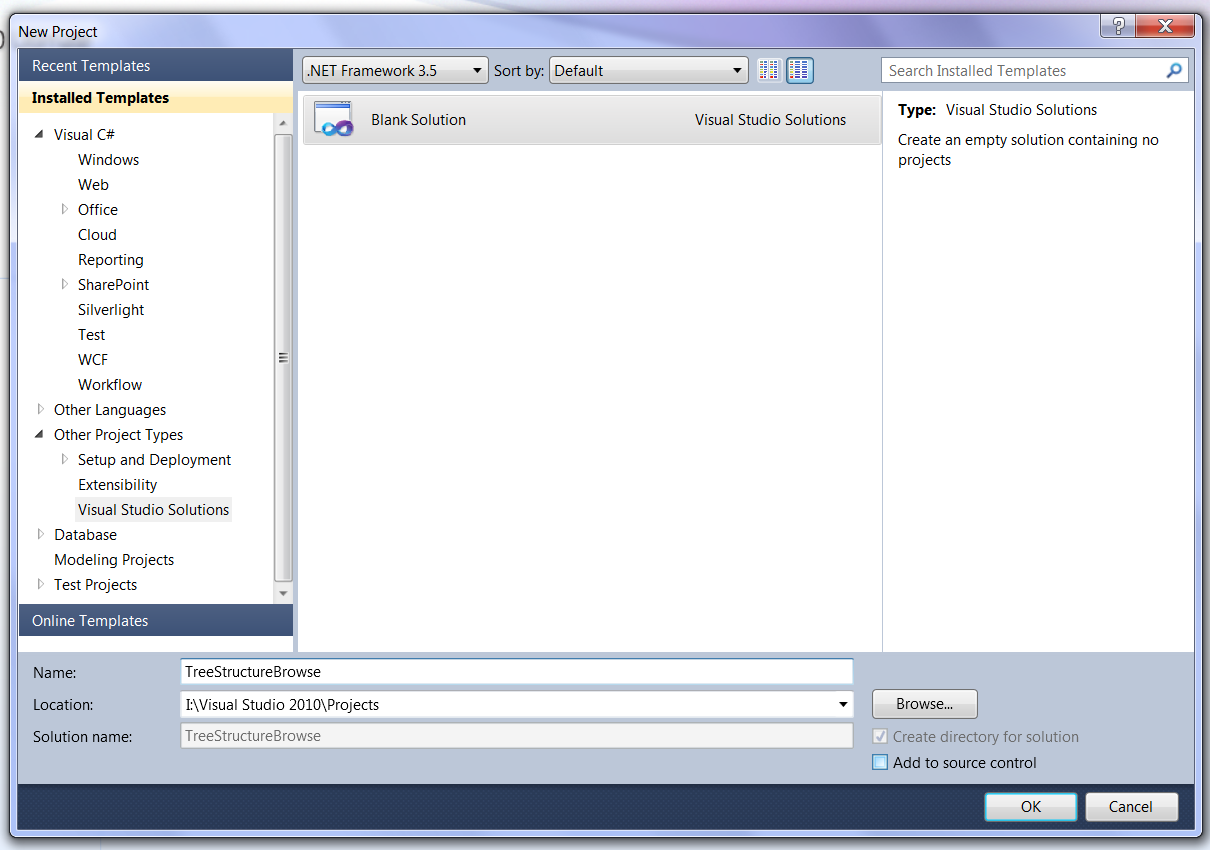 New Project
Recent Templates
Installed Templates
Visual C#
Windows
Web
Office
Cloud
Reporting
SharePoint
Silverlight
Test
WCF
Workflow
Other Languages
Other Project Types
Setup and Deployment
Extensibility
Visual Studio Solutions
Database
Modeling Projects
Test Projects
Online Templates
.NET Framework 3.5 Sort by: Default
Blank Solution Visual Studio Solutions
Search Installed Templates
Type: Visual Studio Solutions
Create an empty solution containing no
projects
Name: TreeStructureBrowse
Location: I:\Visual Studio 2010\Projects Browse...
Solution name: TreeStructureBrowse Create directory for solution
Add to source control
OK Cancel